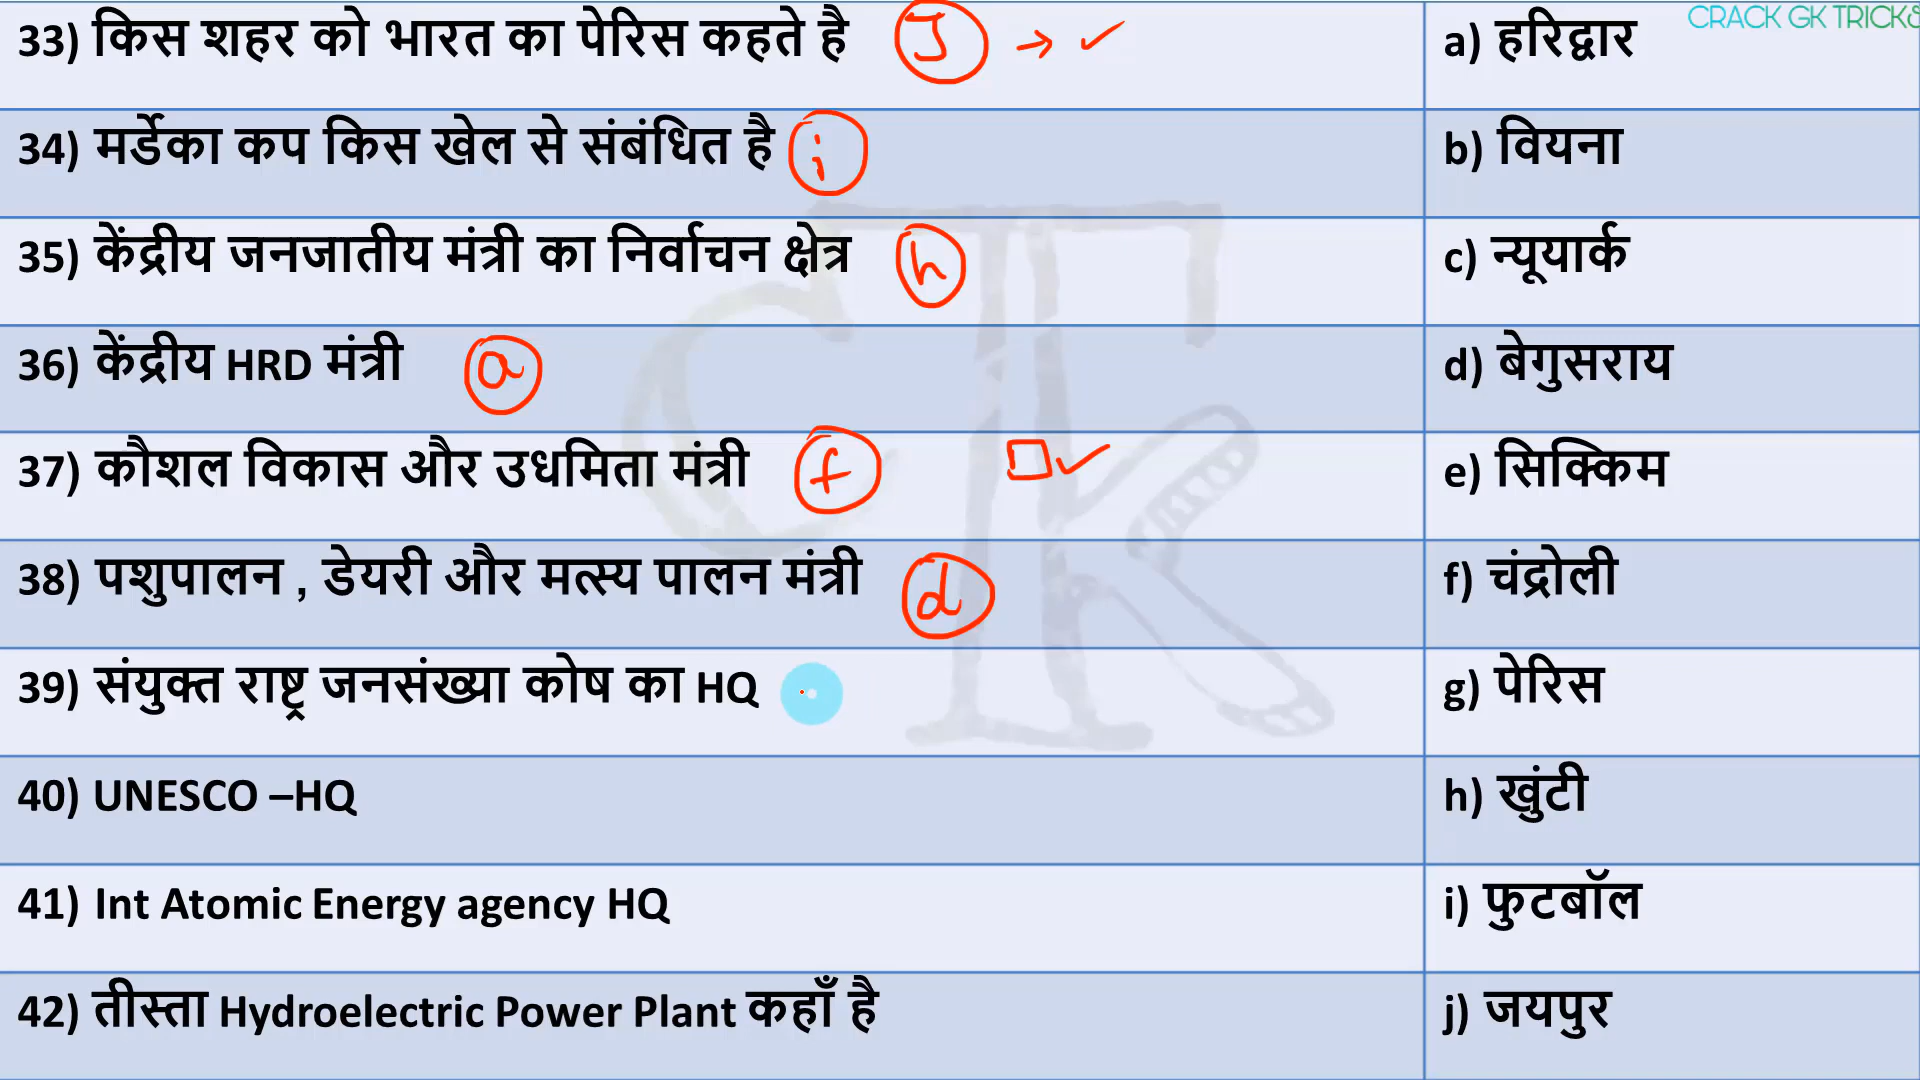 CRACK GK TRICKS
33) किस शहर को भारत का पेरिस कहते है J → ✓
a) हरिद्वार
34) मर्डेका कप किस खेल से संबंधित है i
b) वियना
35) केंद्रीय जनजातीय मंत्री का निर्वाचन क्षेत्र h
c) न्यूयार्क
36) केंद्रीय HRD मंत्री a
d) बेगुसराय
37) कौशल विकास और उधमिता मंत्री f ✓
e) सिक्किम
38) पशुपालन , डेयरी और मत्स्य पालन मंत्री d
f) चंद्रोली
39) संयुक्त राष्ट्र जनसंख्या कोष का HQ
g) पेरिस
40) UNESCO –HQ
h) खुंटी
41) Int Atomic Energy agency HQ
i) फुटबॉल
42) तीस्ता Hydroelectric Power Plant कहाँ है
j) जयपुर
CTK